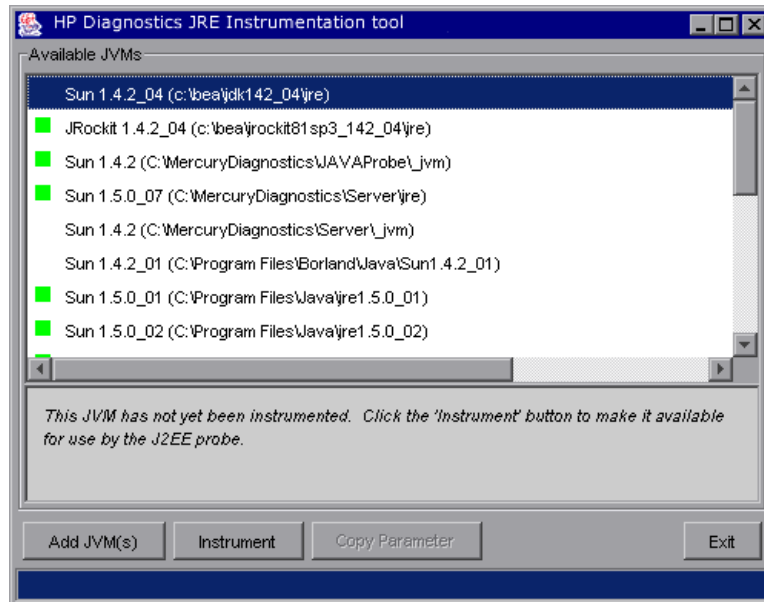 HP Diagnostics JRE Instrumentation tool
Available JVMs
Sun 1.4.2_04 (c:\bea\jdk142_04\jre)
JRockit 1.4.2_04 (c:\bea\jrockit81sp3_142_04\jre)
Sun 1.4.2 (C:\MercuryDiagnostics\JAVAProbe\_jvm)
Sun 1.5.0_07 (C:\MercuryDiagnostics\Server\jre)
Sun 1.4.2 (C:\MercuryDiagnostics\Server\_jvm)
Sun 1.4.2_01 (C:\Program Files\Borland\Java\Sun1.4.2_01)
Sun 1.5.0_01 (C:\Program Files\Java\jre1.5.0_01)
Sun 1.5.0_02 (C:\Program Files\Java\jre1.5.0_02)
This JVM has not yet been instrumented.  Click the 'Instrument' button to make it available
for use by the J2EE probe.
Add JVM(s) Instrument Copy Parameter Exit